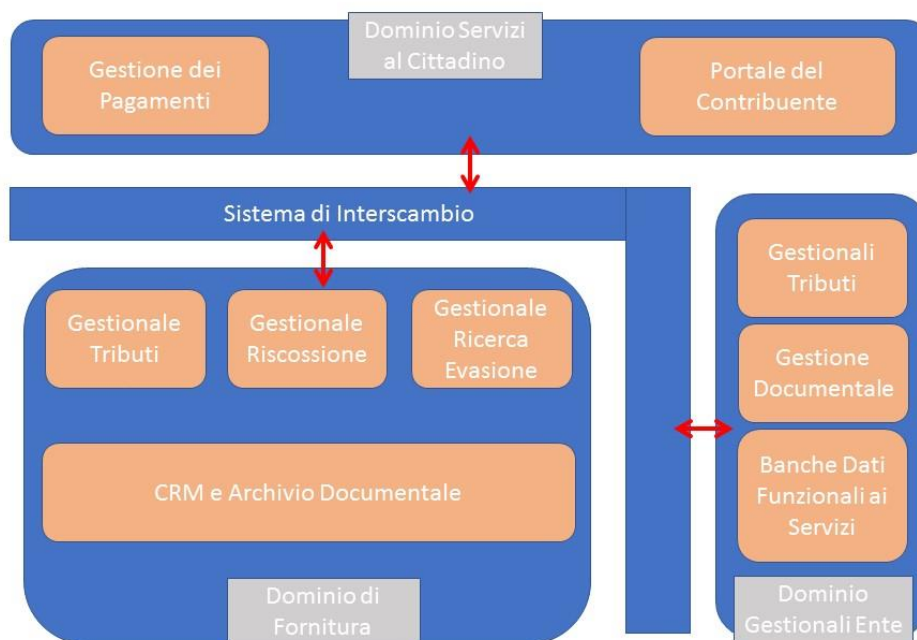 Dominio Servizi
al Cittadino
Gestione dei
Pagamenti
Portale del
Contribuente
Sistema di Interscambio
Gestionale
Tributi
Gestionale
Riscossione
Gestionale
Ricerca
Evasione
CRM e Archivio Documentale
Dominio di
Fornitura
Gestionali
Tributi
Gestione
Documentale
Banche Dati
Funzionali ai
Servizi
Dominio
Gestionali Ente